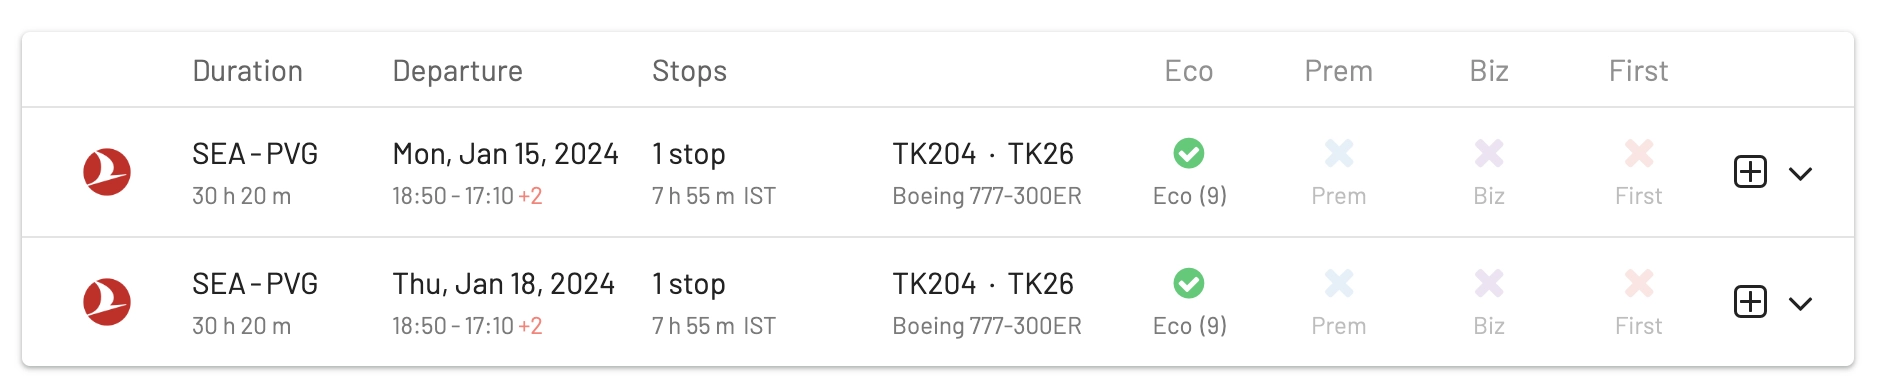 Duration Departure Stops Eco Prem Biz First
SEA-PVG Mon, Jan 15, 2024 1 stop TK204 · TK26
30 h 20 m 18:50-17:10 +2 7 h 55 m IST Boeing 777-300ER Eco (9) Prem Biz First
SEA-PVG Thu, Jan 18, 2024 1 stop TK204 · TK26
30 h 20 m 18:50-17:10 +2 7 h 55 m IST Boeing 777-300ER Eco (9) Prem Biz First